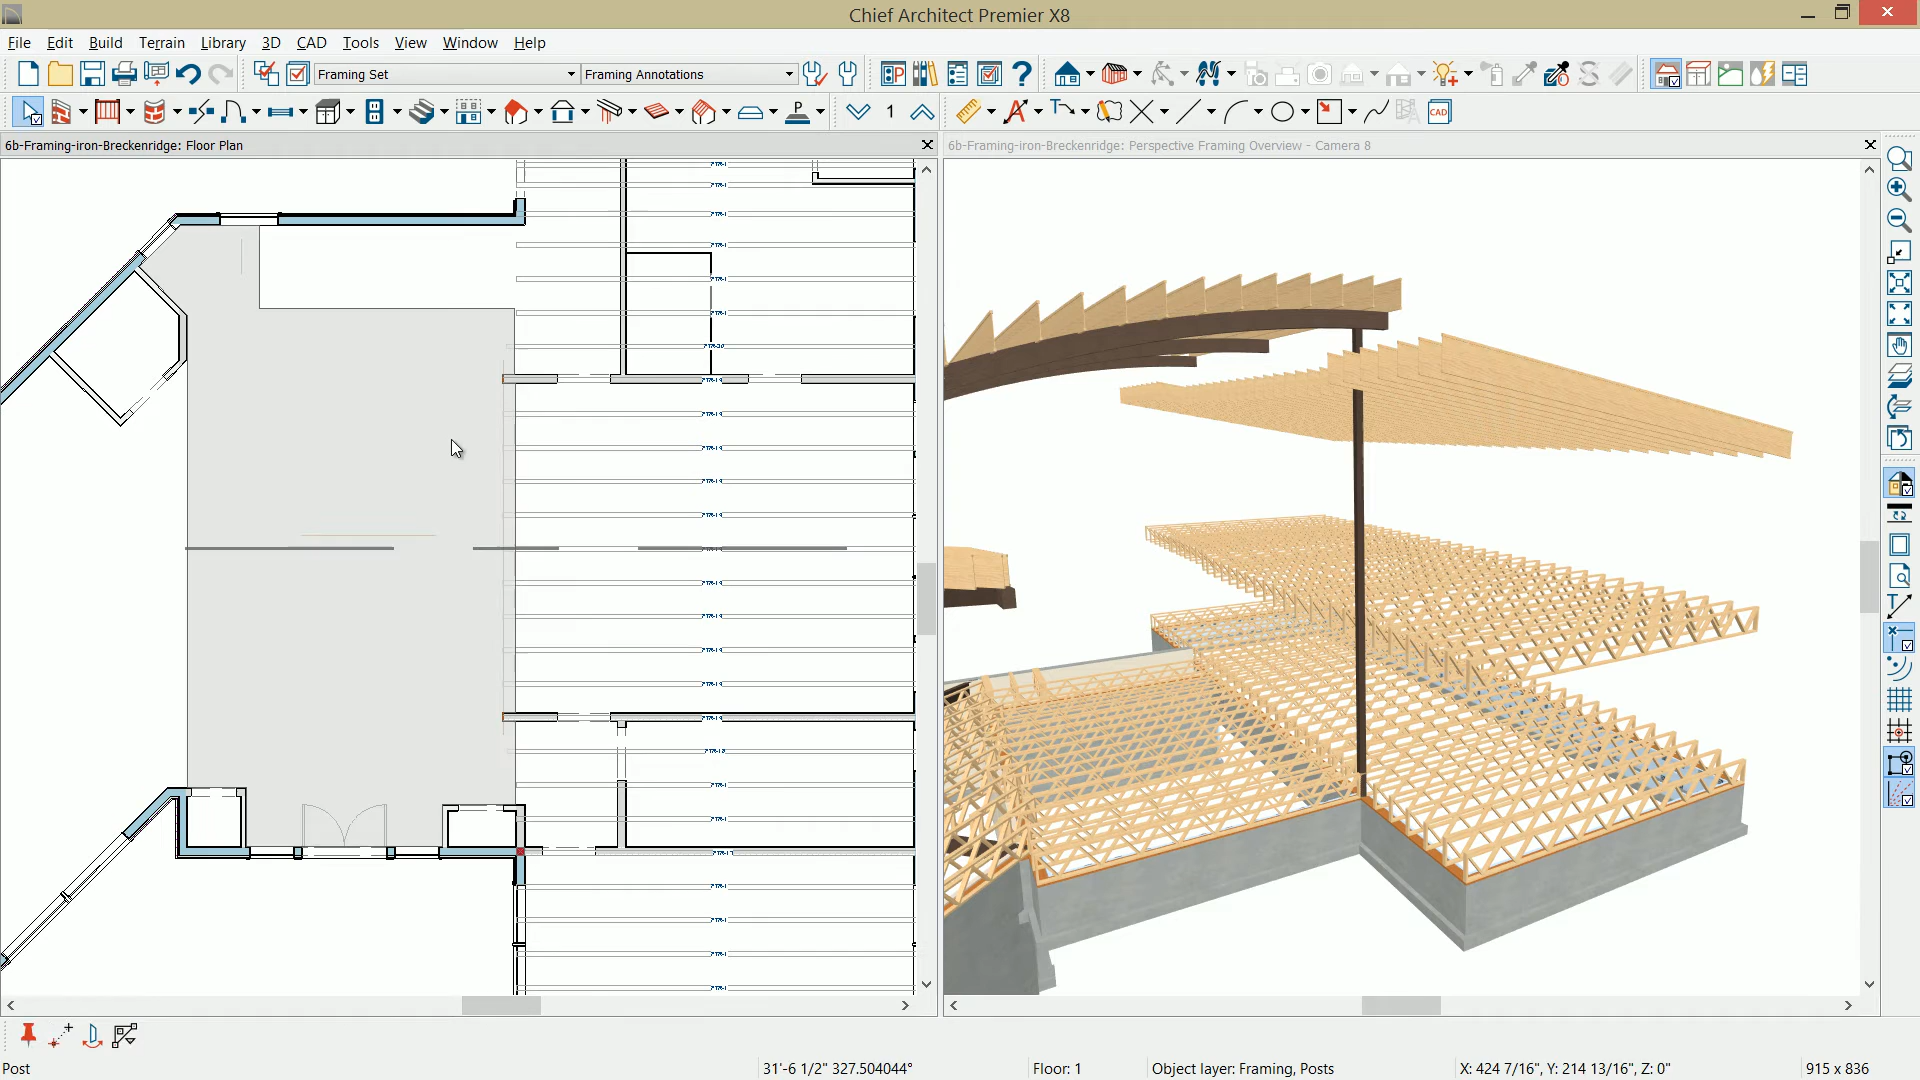 Chief Architect Premier X8
File Edit Build Terrain Library 3D CAD Tools View Window Help
Framing Set Framing Annotations
1
6b-Framing-iron-Breckenridge: Floor Plan
6b-Framing-iron-Breckenridge: Perspective Framing Overview - Camera 8
Post
31'-6 1/2" 327.504044°
Floor: 1
Object layer: Framing, Posts
X: 424 7/16", Y: 214 13/16", Z: 0"
915 x 836